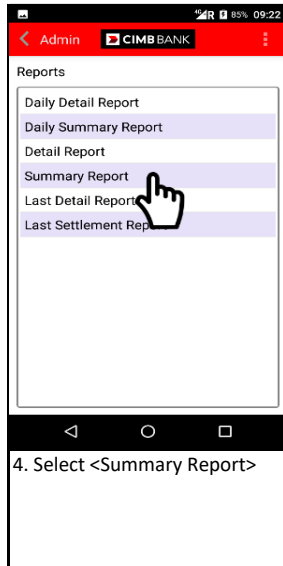 4G R 85% 09:22
Admin CIMB BANK
Reports
Daily Detail Report
Daily Summary Report
Detail Report
Summary Report
Last Detail Report
Last Settlement Rep
4. Select <Summary Report>